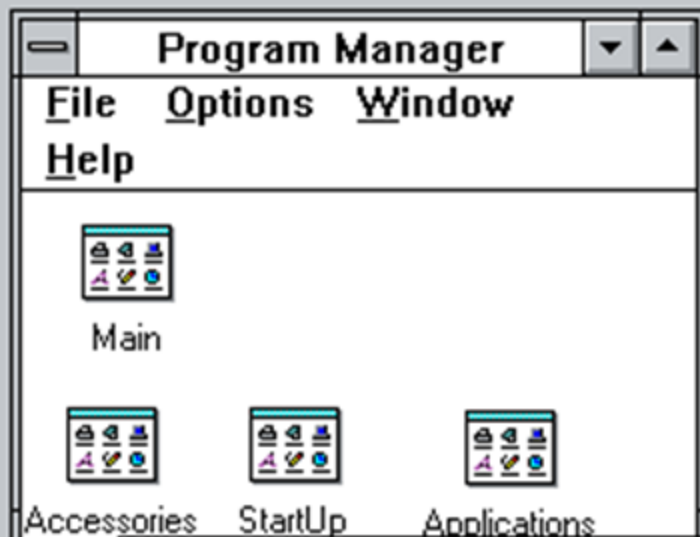 Program Manager
File Options Window
Help
Main
Accessories StartUp Applications